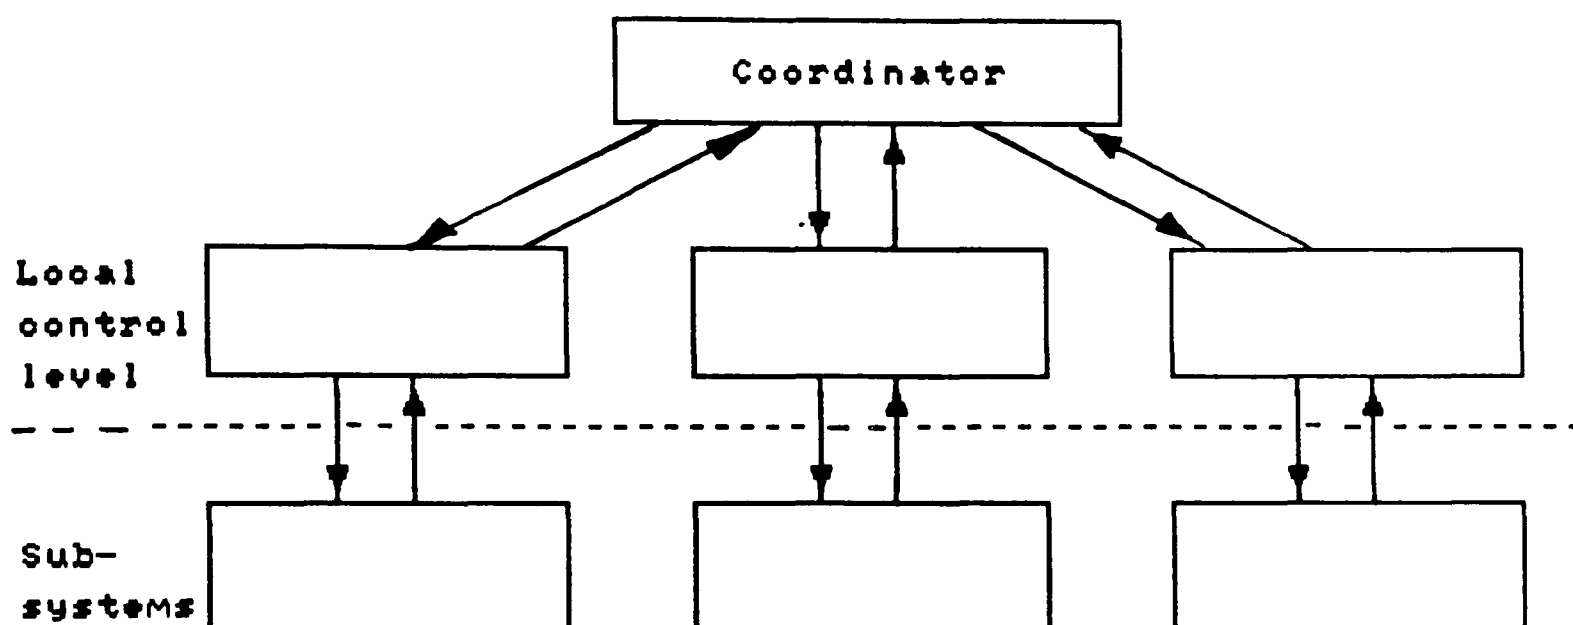 Coordinator
Local
control
level
Sub-
systems